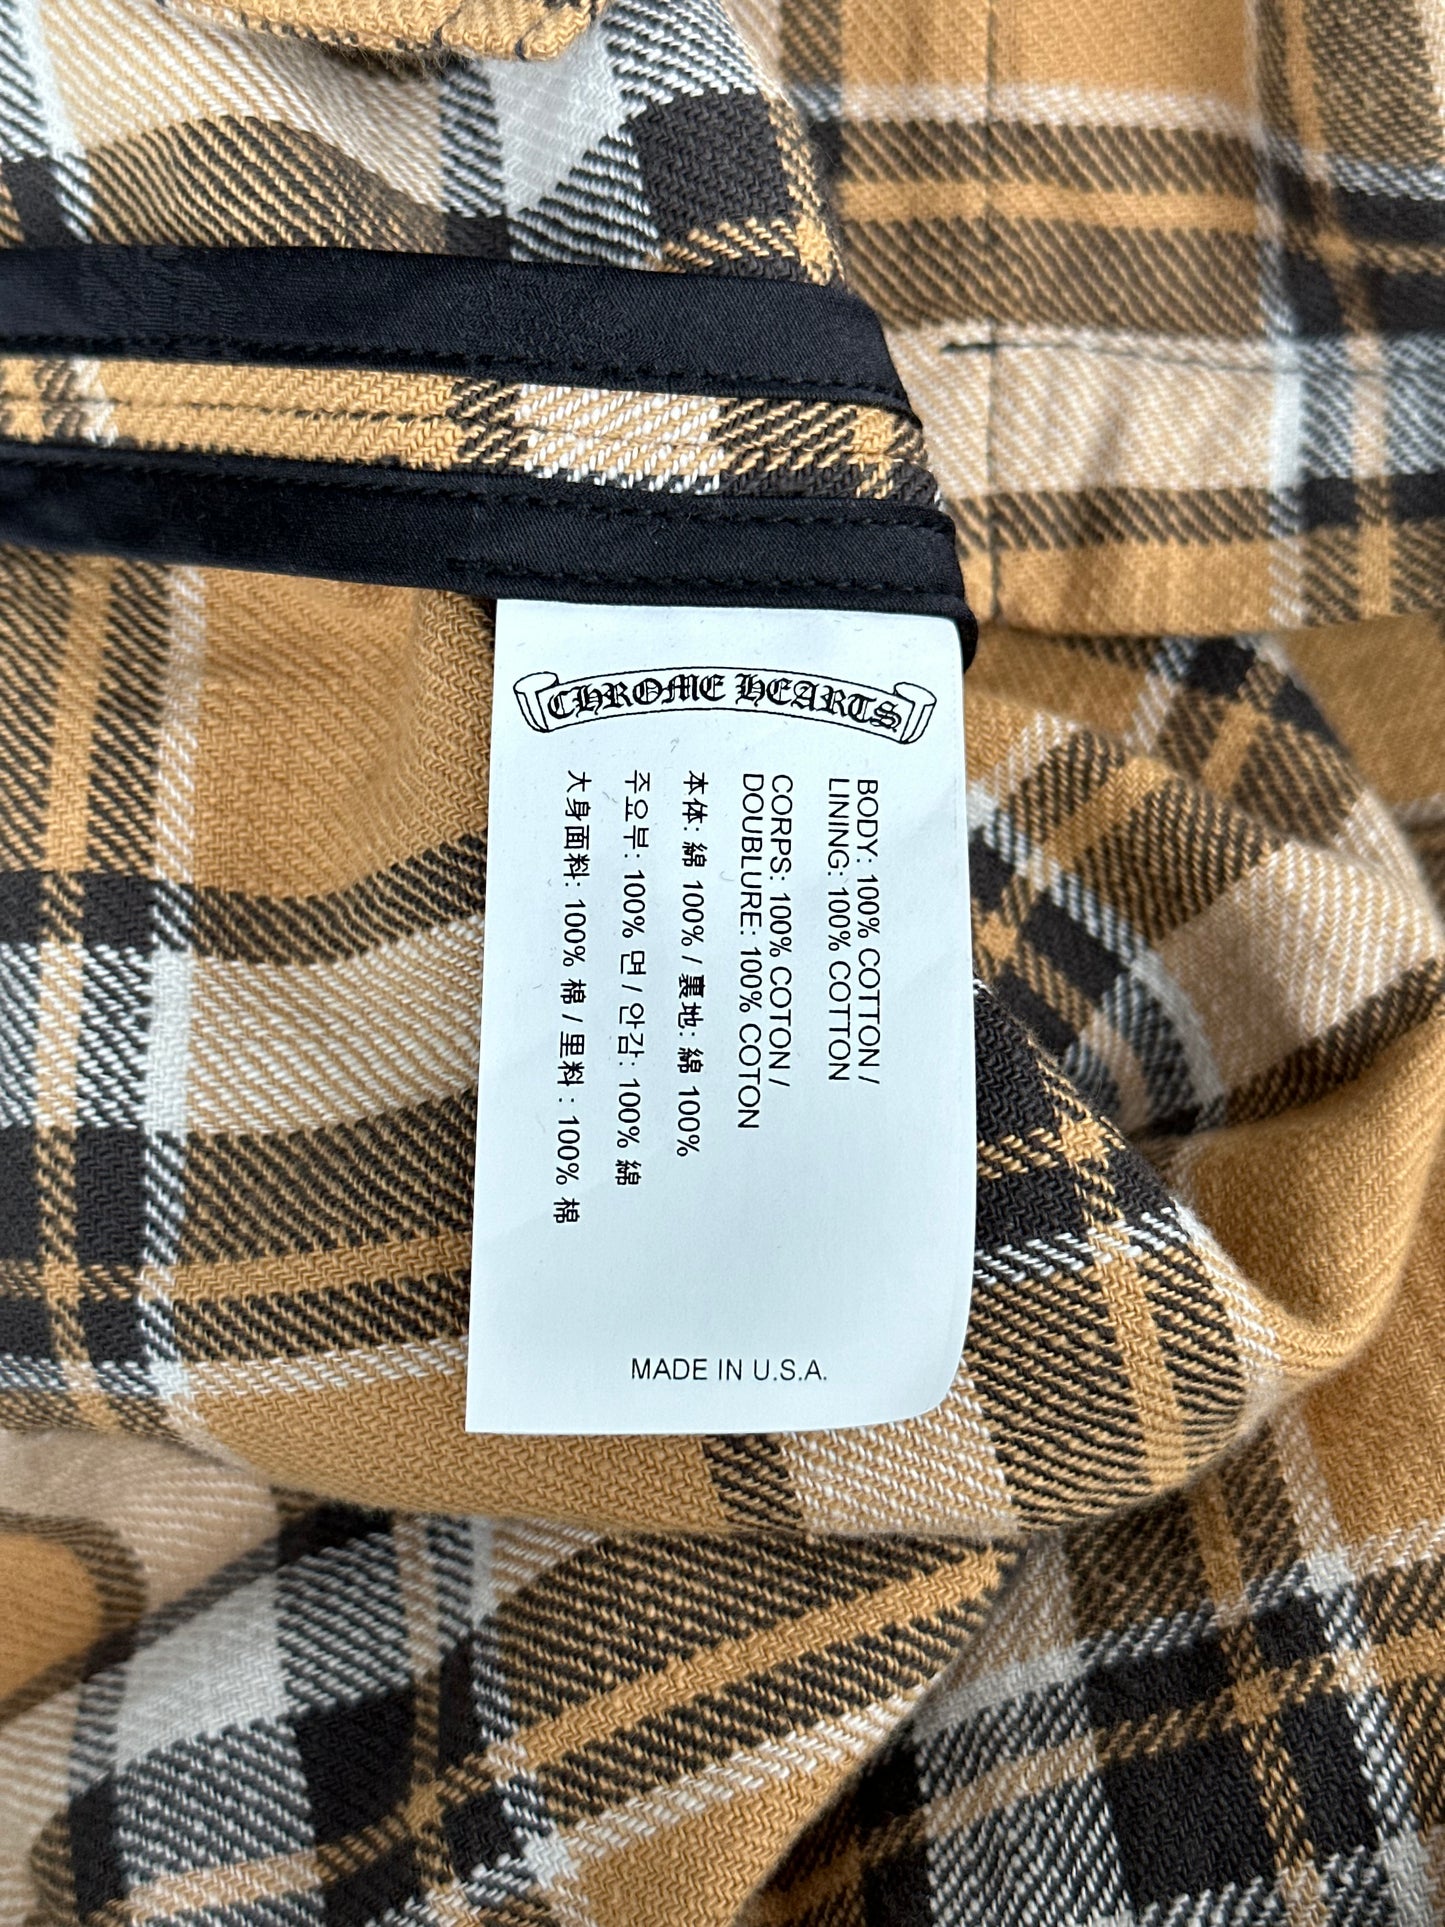 CHROME HEARTS
BODY: 100% COTTON /
LINING: 100% COTTON
CORPS: 100% COTON /
DOUBLURE: 100% COTON
本体: 綿 100% / 裏地: 綿 100%
주요부: 100% 면 / 안감: 100% 綿
大身面料: 100% 棉 / 里料 : 100% 棉
MADE IN U.S.A.